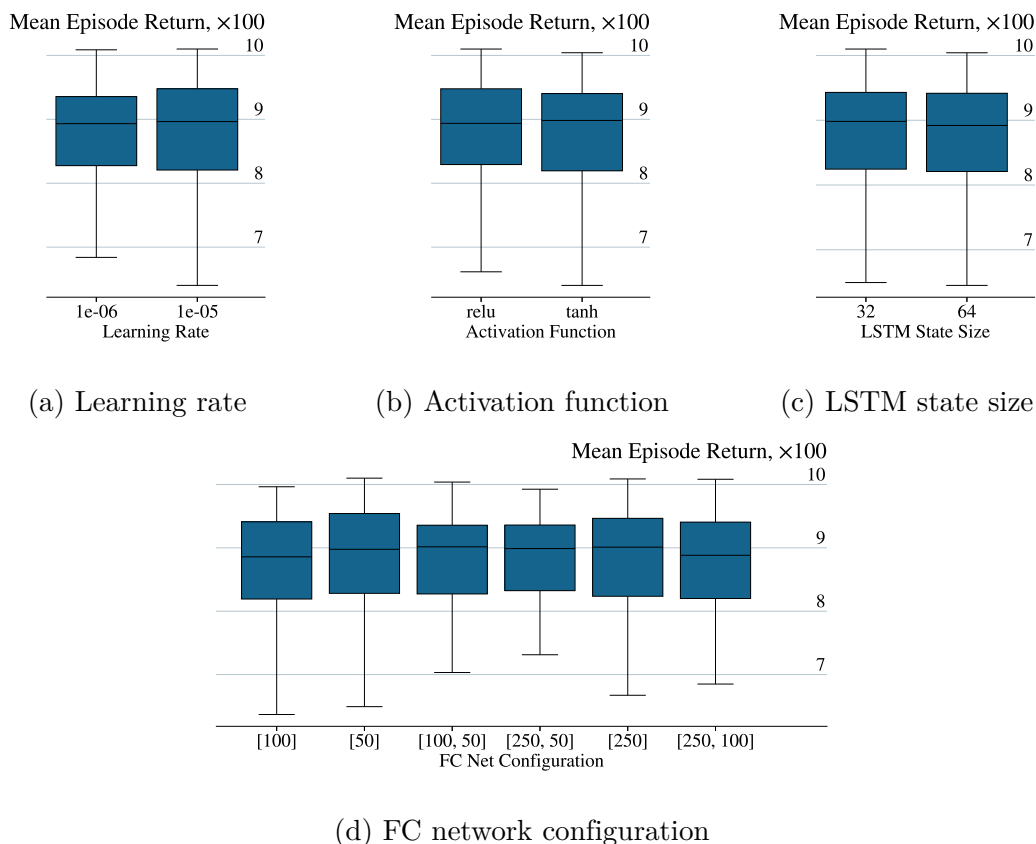 Mean Episode Return, ×100
10
9
8
7
1e-06 1e-05
Learning Rate
(a) Learning rate
Mean Episode Return, ×100
10
9
8
7
relu tanh
Activation Function
(b) Activation function
Mean Episode Return, ×100
10
9
8
7
32 64
LSTM State Size
(c) LSTM state size
Mean Episode Return, ×100
10
9
8
7
[100] [50] [100, 50] [250, 50] [250] [250, 100]
FC Net Configuration
(d) FC network configuration